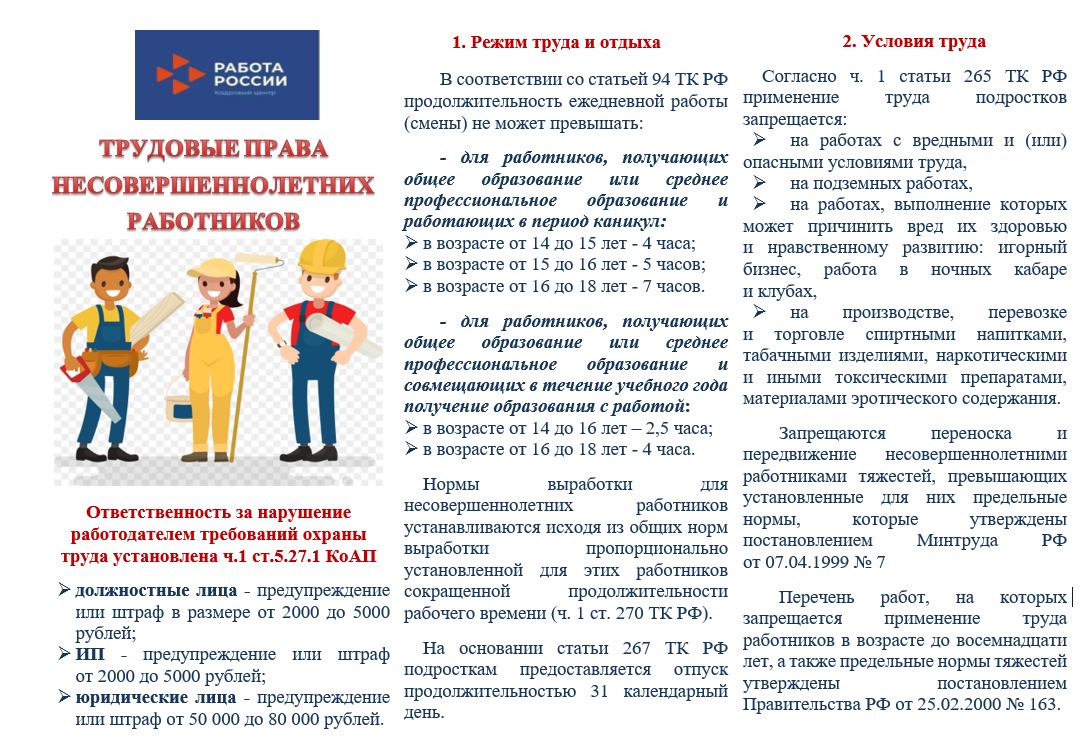 РАБОТА
РОССИИ
Кадровый центр
ТРУДОВЫЕ ПРАВА
НЕСОВЕРШЕННОЛЕТНИХ
РАБОТНИКОВ
Ответственность за нарушение
работодателем требований охраны
труда установлена ч.1 ст.5.27.1 КоАП
➢ должностные лица - предупреждение
или штраф в размере от 2000 до 5000
рублей;
➢ ИП - предупреждение или штраф
от 2000 до 5000 рублей;
➢ юридические лица - предупреждение
или штраф от 50 000 до 80 000 рублей.
1. Режим труда и отдыха
В соответствии со статьей 94 ТК РФ
продолжительность ежедневной работы
(смены) не может превышать:
- для работников, получающих
общее образование или среднее
профессиональное образование и
работающих в период каникул:
➢ в возрасте от 14 до 15 лет - 4 часа;
➢ в возрасте от 15 до 16 лет - 5 часов;
➢ в возрасте от 16 до 18 лет - 7 часов.
- для работников, получающих
общее образование или среднее
профессиональное образование и
совмещающих в течение учебного года
получение образования с работой:
➢ в возрасте от 14 до 16 лет – 2,5 часа;
➢ в возрасте от 16 до 18 лет - 4 часа.
Нормы выработки для
несовершеннолетних работников
устанавливаются исходя из общих норм
выработки пропорционально
установленной для этих работников
сокращенной продолжительности
рабочего времени (ч. 1 ст. 270 ТК РФ).
На основании статьи 267 ТК РФ
подросткам предоставляется отпуск
продолжительностью 31 календарный
день.
2. Условия труда
Согласно ч. 1 статьи 265 ТК РФ
применение труда подростков
запрещается:
➢ на работах с вредными и (или)
опасными условиями труда,
➢ на подземных работах,
➢ на работах, выполнение которых
может причинить вред их здоровью
и нравственному развитию: игорный
бизнес, работа в ночных кабаре
и клубах,
➢ на производстве, перевозке
и торговле спиртными напитками,
табачными изделиями, наркотическими
и иными токсическими препаратами,
материалами эротического содержания.
Запрещаются переноска и
передвижение несовершеннолетними
работниками тяжестей, превышающих
установленные для них предельные
нормы, которые утверждены
постановлением Минтруда РФ
от 07.04.1999 № 7
Перечень работ, на которых
запрещается применение труда
работников в возрасте до восемнадцати
лет, а также предельные нормы тяжестей
утверждены постановлением
Правительства РФ от 25.02.2000 № 163.